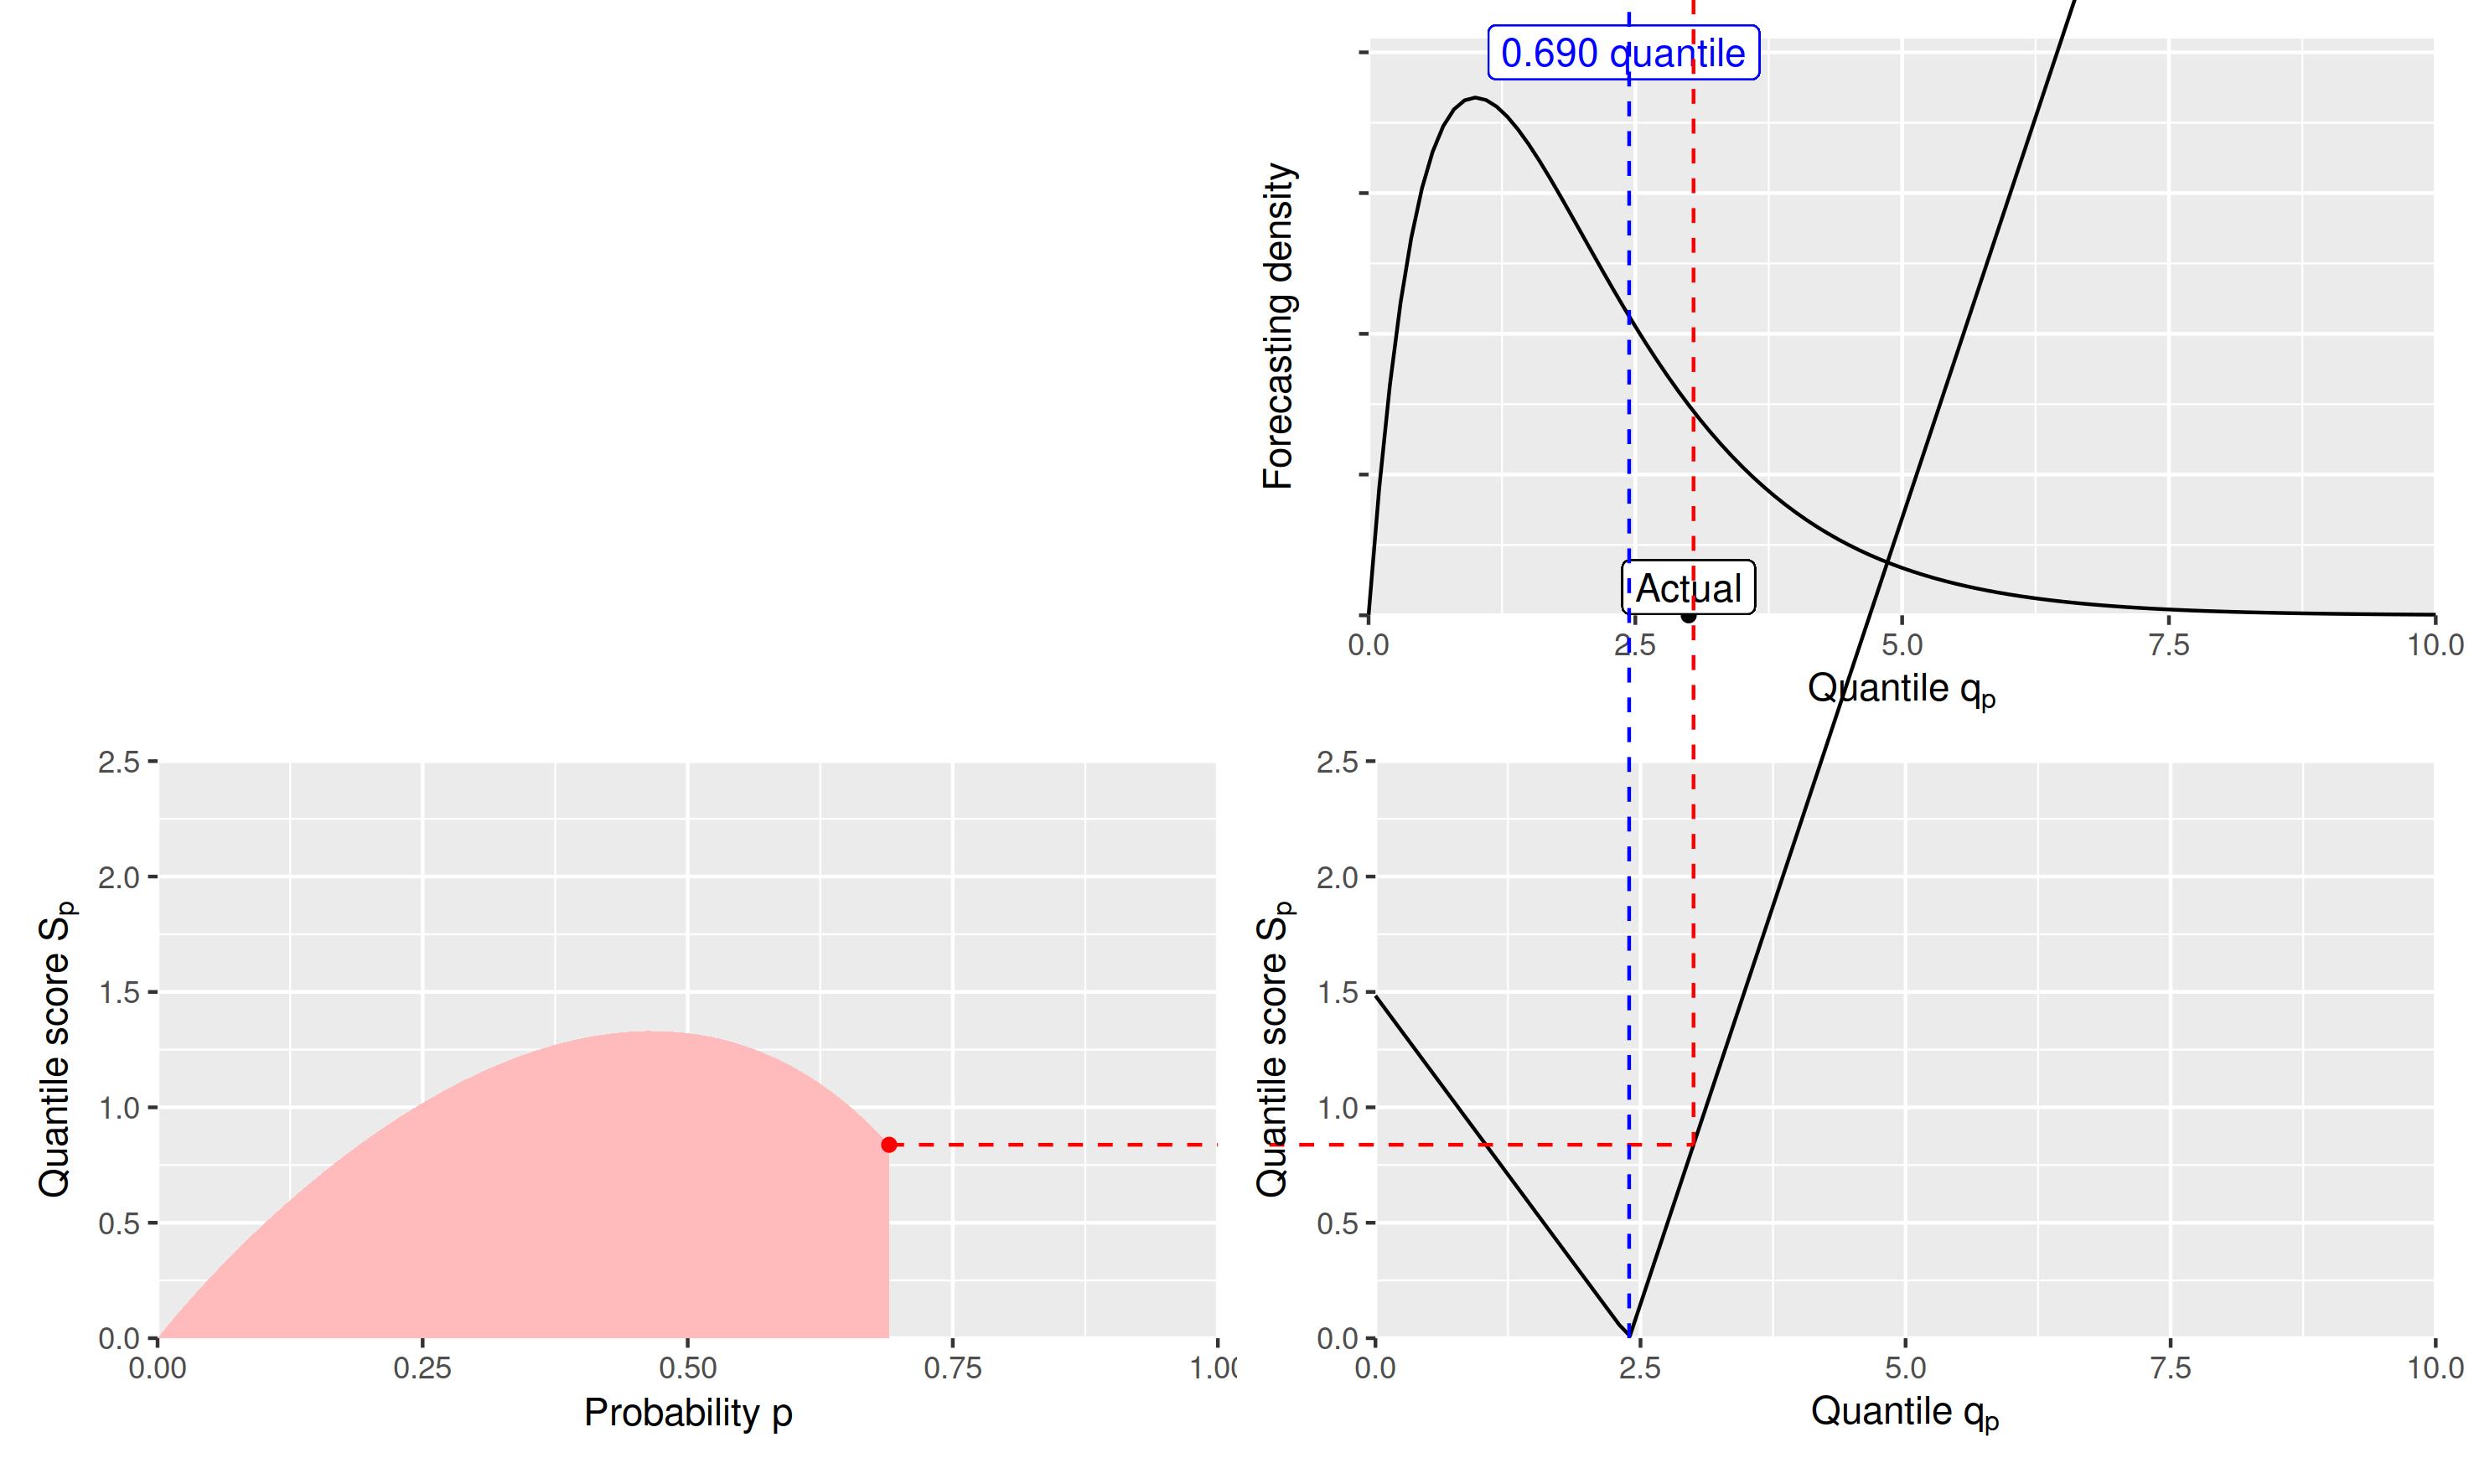 0.690 quantile
Forecasting density
Actual
0.0 2.5 5.0 7.5 10.0
Quantile qp
2.5
2.0
1.5
1.0
0.5
0.0
Quantile score Sp
0.00 0.25 0.50 0.75 1.0
Probability p
2.5
2.0
1.5
1.0
0.5
0.0
Quantile score Sp
0.0 2.5 5.0 7.5 10.0
Quantile qp